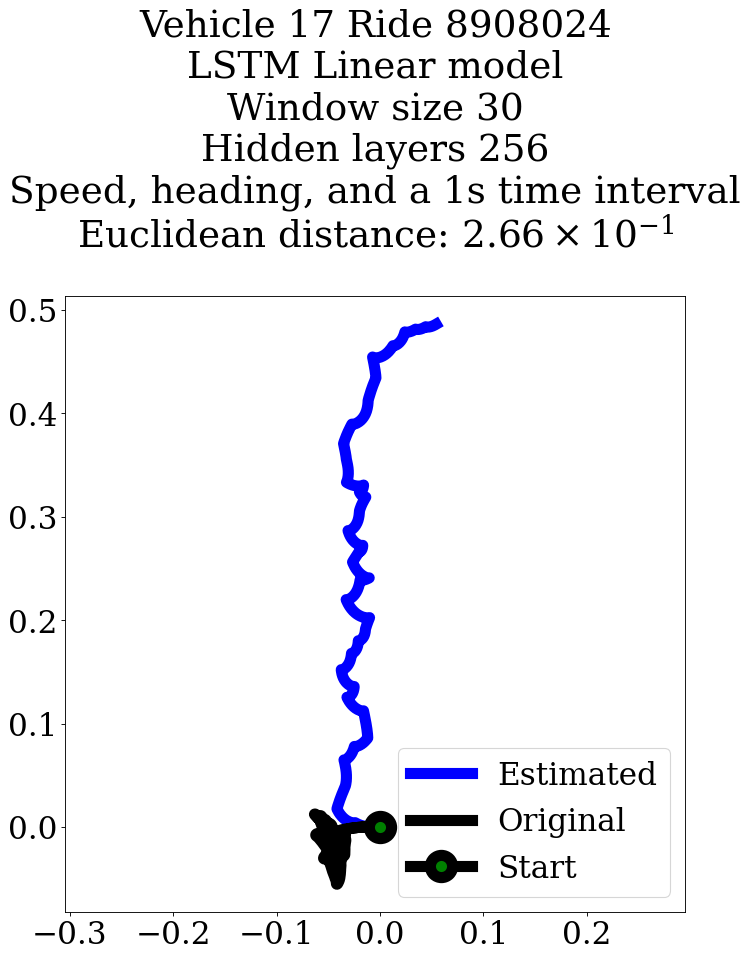 Vehicle 17 Ride 8908024
LSTM Linear model
Window size 30
Hidden layers 256
Speed, heading, and a 1s time interval
Euclidean distance: 2.66 × 10⁻¹
0.5
0.4
0.3
0.2
0.1
0.0
Estimated
Original
Start
−0.3 −0.2 −0.1 0.0 0.1 0.2